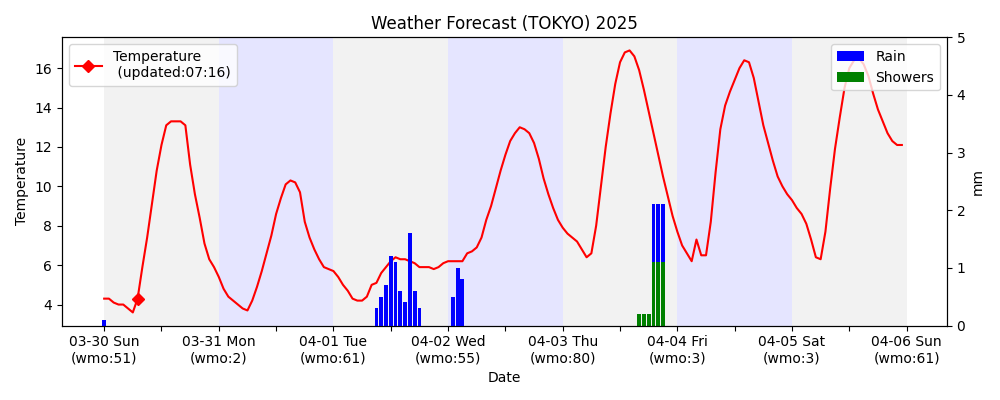 Weather Forecast (TOKYO) 2025
Temperature
(updated:07:16)
Rain
Showers
Temperature
16
14
12
10
8
6
4
5
4
3
2
1
0
mm
03-30 Sun 03-31 Mon 04-01 Tue 04-02 Wed 04-03 Thu 04-04 Fri 04-05 Sat 04-06 Sun
(wmo:51) (wmo:2) (wmo:61) (wmo:55) (wmo:80) (wmo:3) (wmo:3) (wmo:61)
Date